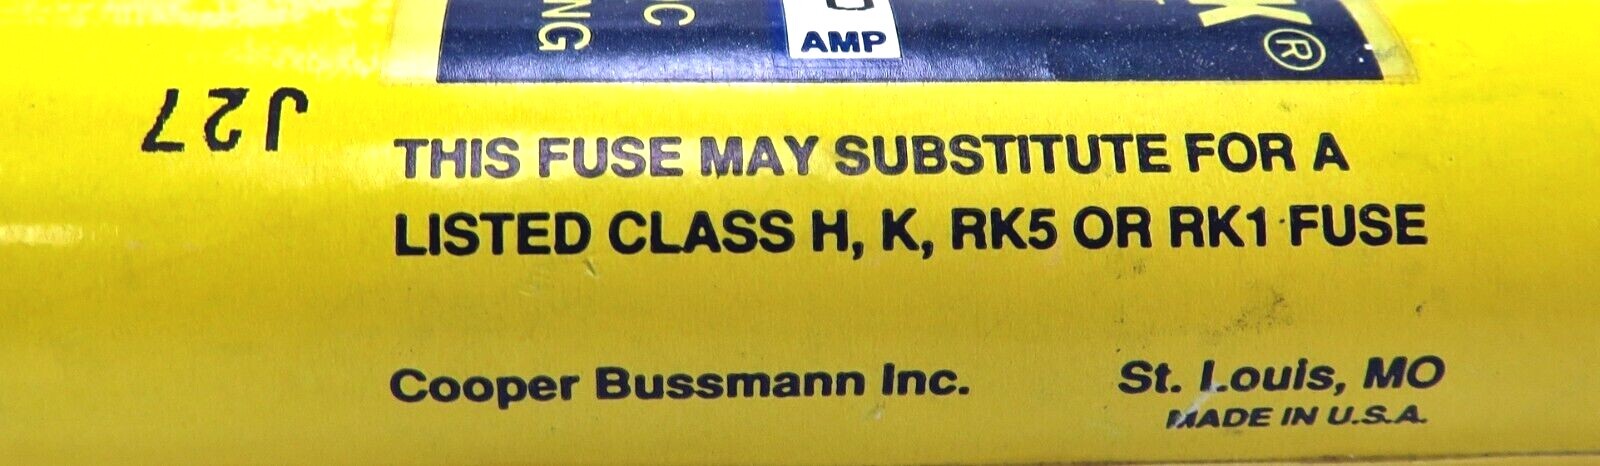 C
NG
AMP
K®
J27
THIS FUSE MAY SUBSTITUTE FOR A
LISTED CLASS H, K, RK5 OR RK1 FUSE
Cooper Bussmann Inc.
St. Louis, MO
MADE IN U.S.A.